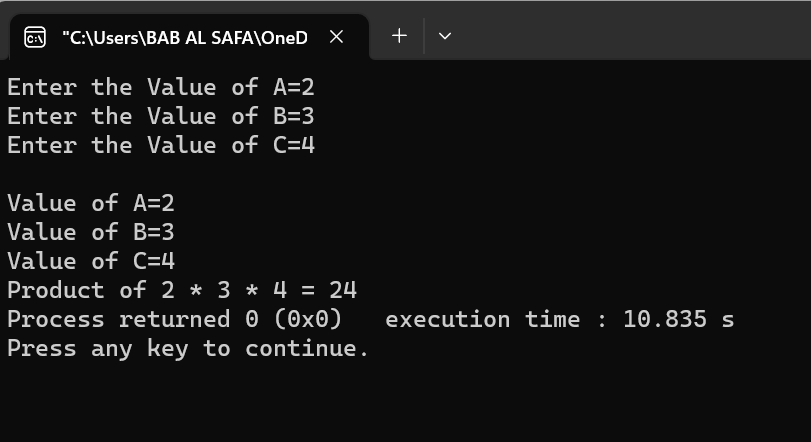 "C:\Users\BAB AL SAFA\OneD
Enter the Value of A=2
Enter the Value of B=3
Enter the Value of C=4
Value of A=2
Value of B=3
Value of C=4
Product of 2 * 3 * 4 = 24
Process returned 0 (0x0)   execution time : 10.835 s
Press any key to continue.